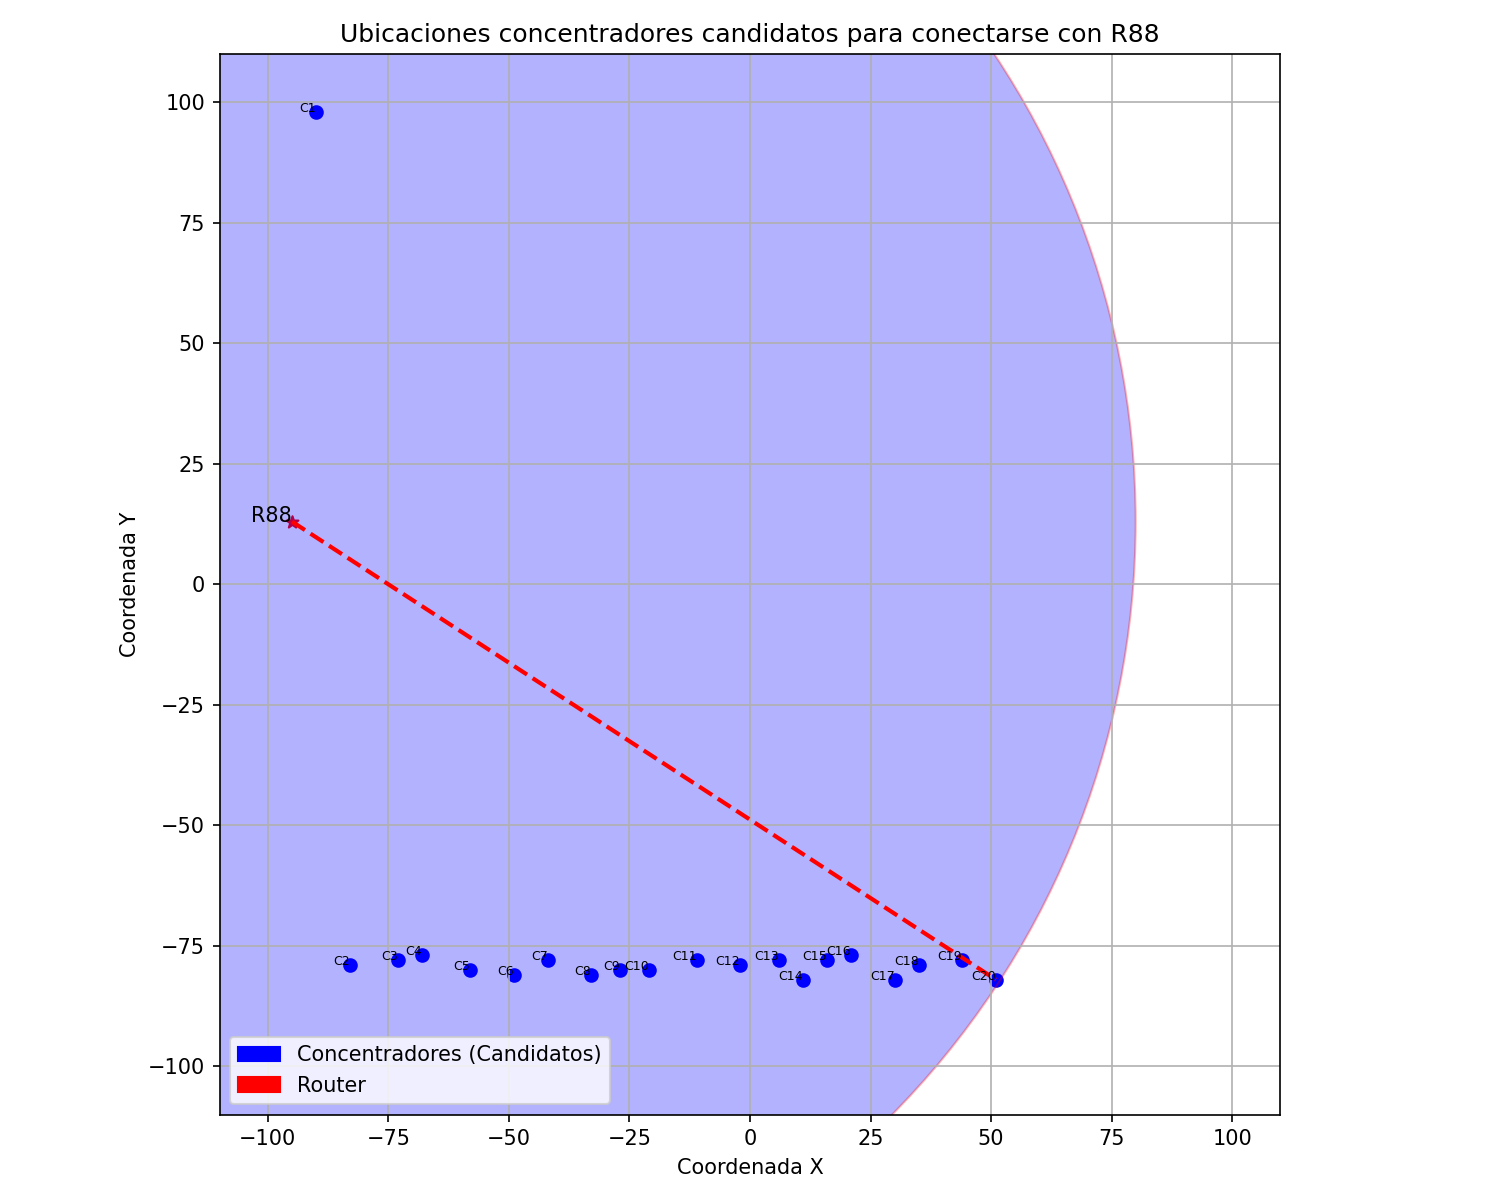 Ubicaciones concentradores candidatos para conectarse con R88
Coordenada Y
100
75
50
25
0
−25
−50
−75
−100
C1
R88
C2
C3
C4
C5
C6
C7
C8
C9
C10
C11
C12
C13
C14
C15
C16
C17
C18
C19
C20
Concentradores (Candidatos)
Router
−100 −75 −50 −25 0 25 50 75 100
Coordenada X